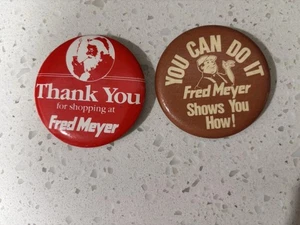 Thank You
for shopping at
Fred Meyer
YOU CAN DO IT
Fred Meyer
Shows You
How!